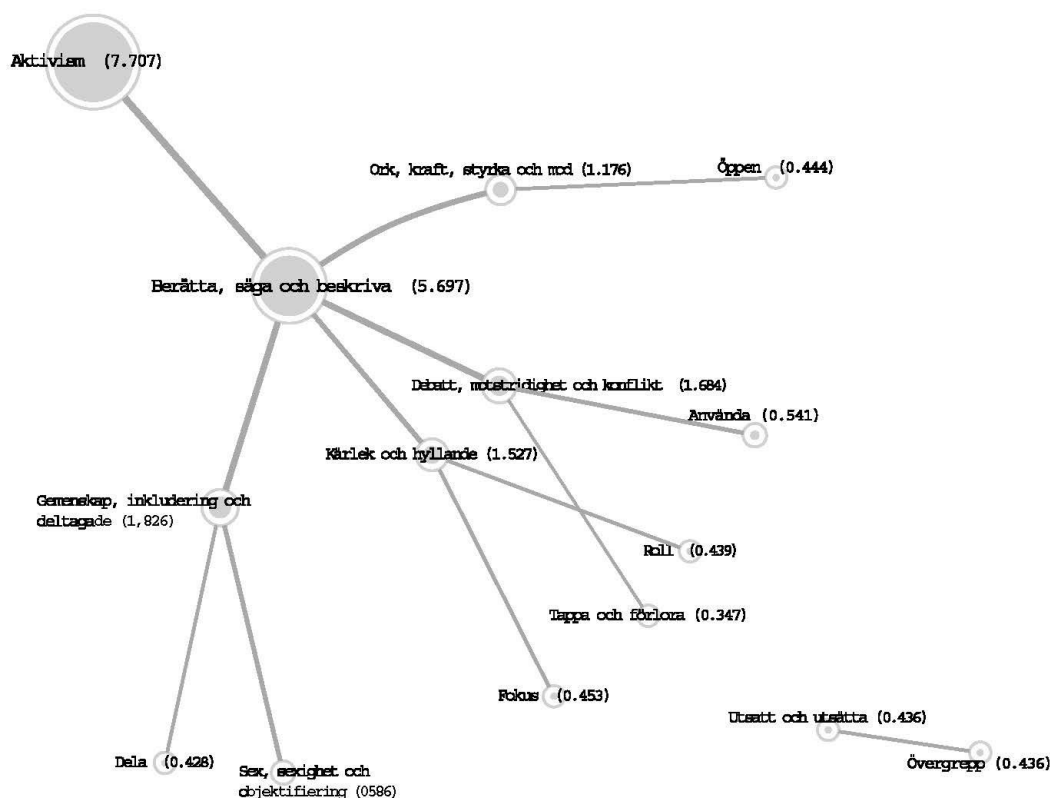 Aktivism (7.707)
Ork, kraft, styrka och mod (1.176)
Öppen (0.444)
Berätta, säga och beskriva (5.697)
Debatt, motstridighet och konflikt (1.684)
Använda (0.541)
Kärlek och hyllande (1.527)
Gemenskap, inkludering och
deltagade (1,826)
Roll (0.439)
Tappa och förlora (0.347)
Fokus (0.453)
Utsatt och utsätta (0.436)
Övergrepp (0.436)
Dela (0.428)
Sex, sexighet och
objektifiering (0586)